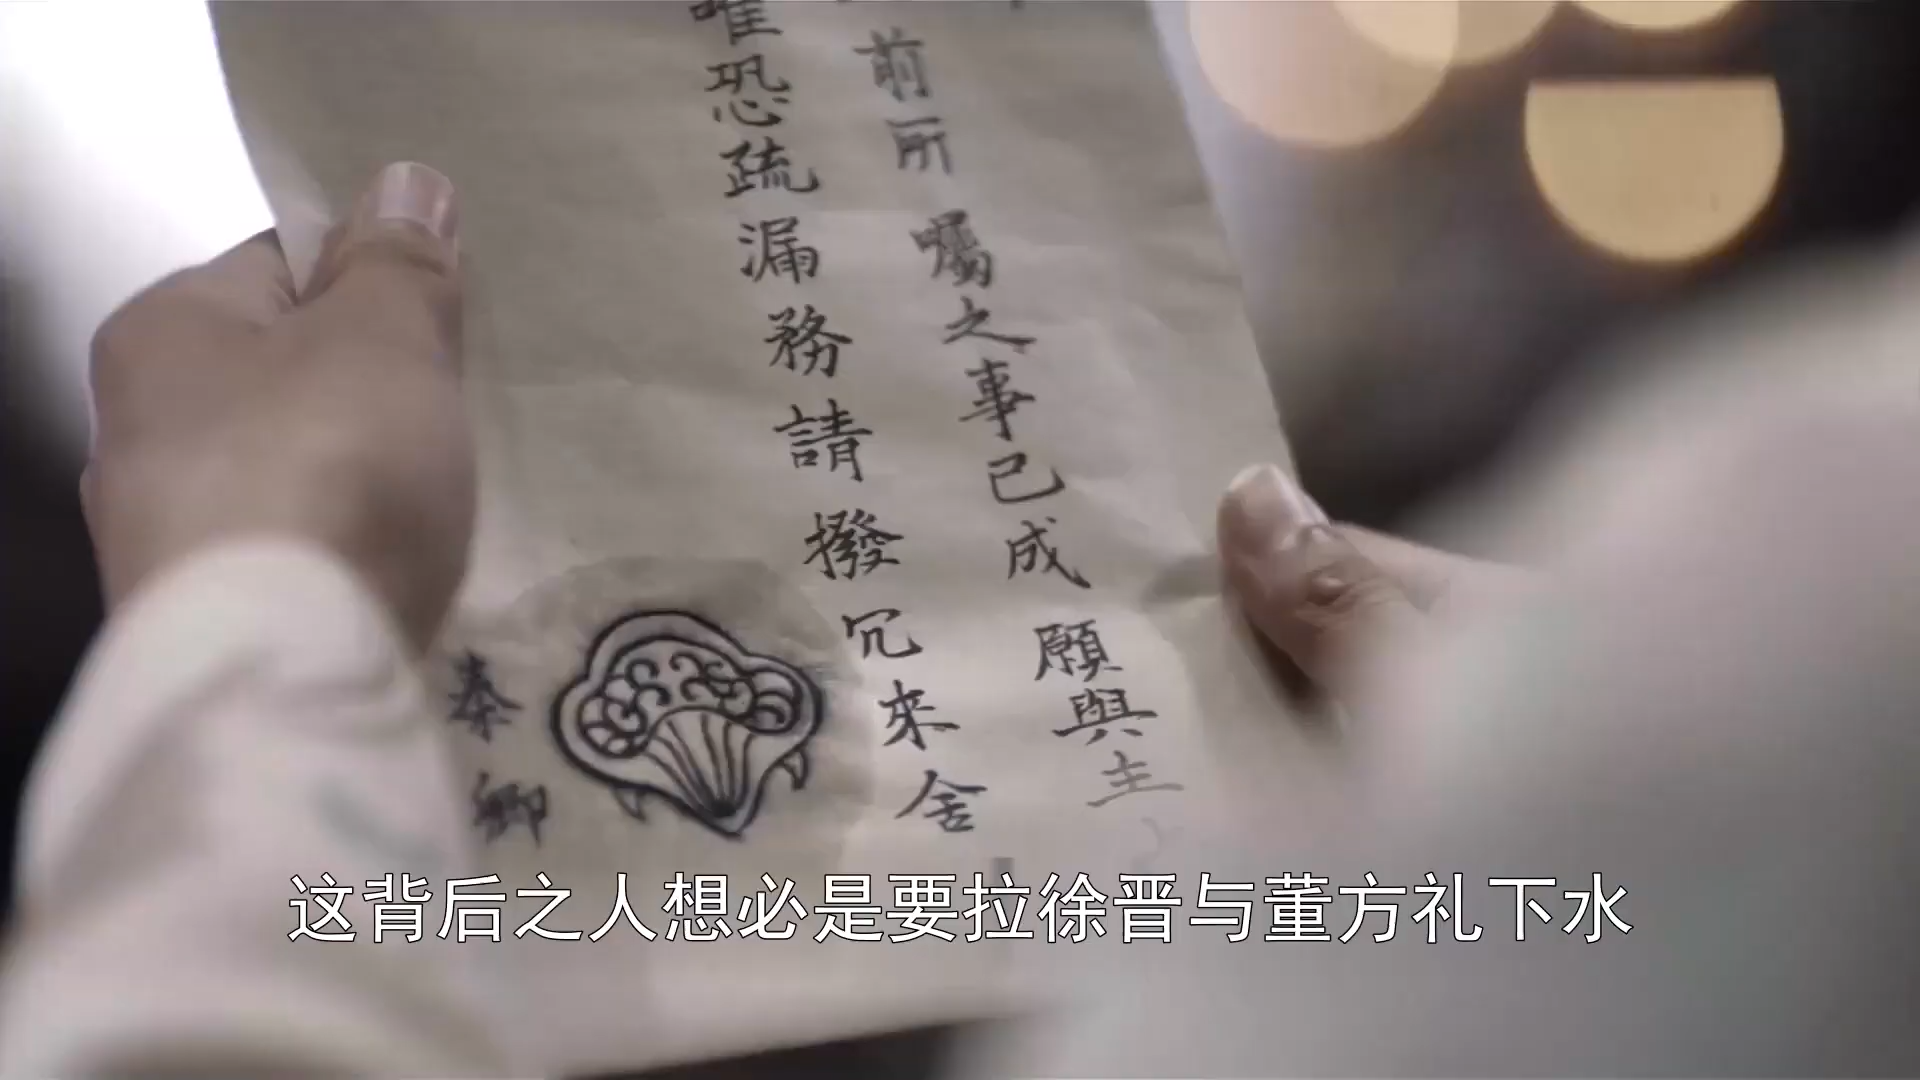 前所囑之事已成願與主
唯恐疏漏務請撥冗來舍
秦卿
这背后之人想必是要拉徐晋与董方礼下水